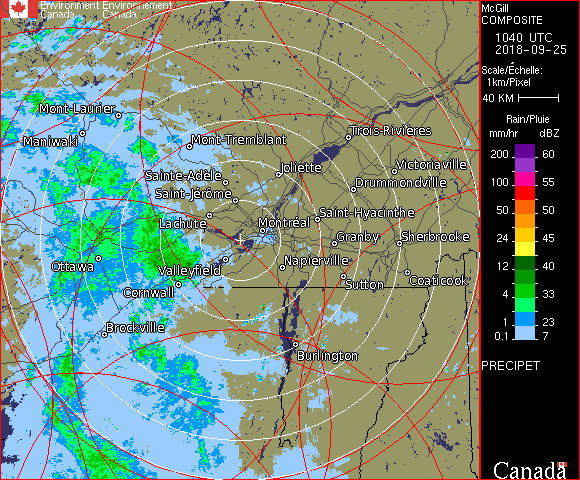 Environment Environnement
Canada Canada
McGill
COMPOSITE
1040 UTC
2018-09-25
Scale/Échelle:
1km/Pixel
40 KM
Rain/Pluie
mm/hr dBZ
200 60
100 55
50 50
24 45
12 40
4 33
1 23
0.1 7
PRECIPET
Mont-Laurier
Maniwaki
Mont-Tremblant
Trois-Rivières
Joliette
Victoriaville
Sainte-Adèle
Drummondville
Saint-Jérôme
Lachute
Saint-Hyacinthe
Montréal
Granby
Sherbrooke
Ottawa
Valleyfield
Napierville
Cornwall
Sutton
Coaticook
Brockville
Burlington
Canada